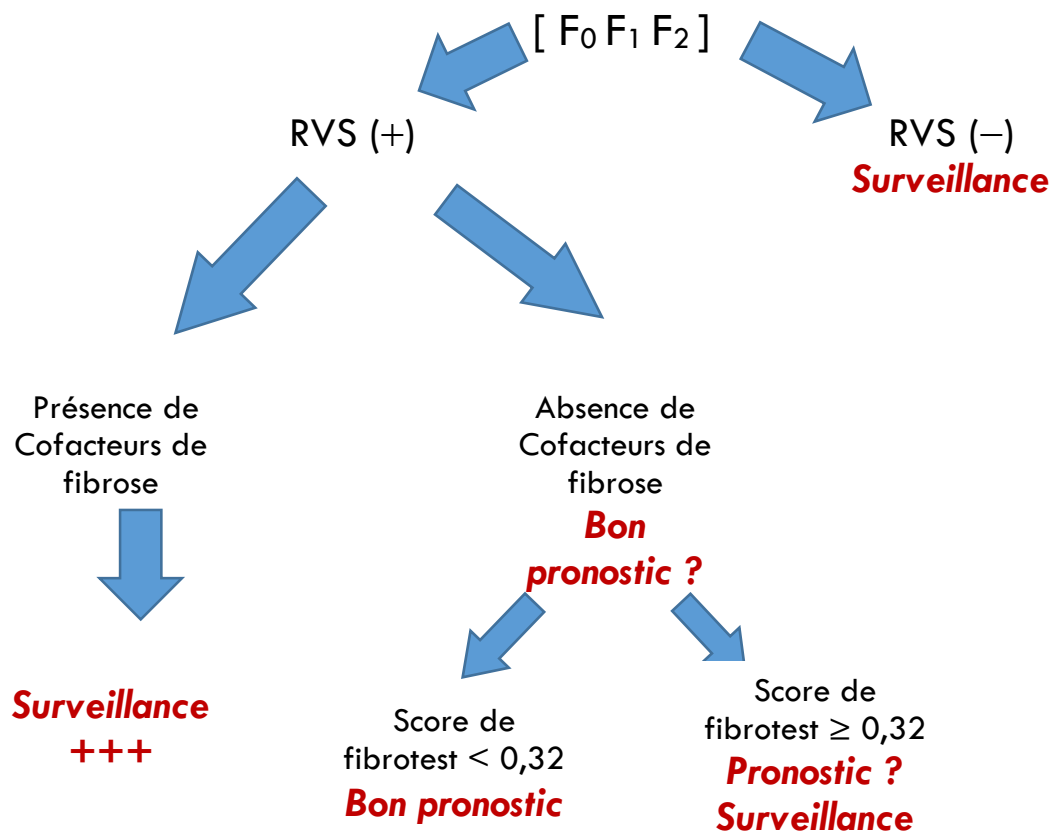 [ F₀ F₁ F₂ ]
RVS (+)
RVS (−)
Surveillance
Présence de
Cofacteurs de
fibrose
Absence de
Cofacteurs de
fibrose
Bon
pronostic ?
Surveillance
+++
Score de
fibrotest < 0,32
Bon pronostic
Score de
fibrotest ≥ 0,32
Pronostic ?
Surveillance